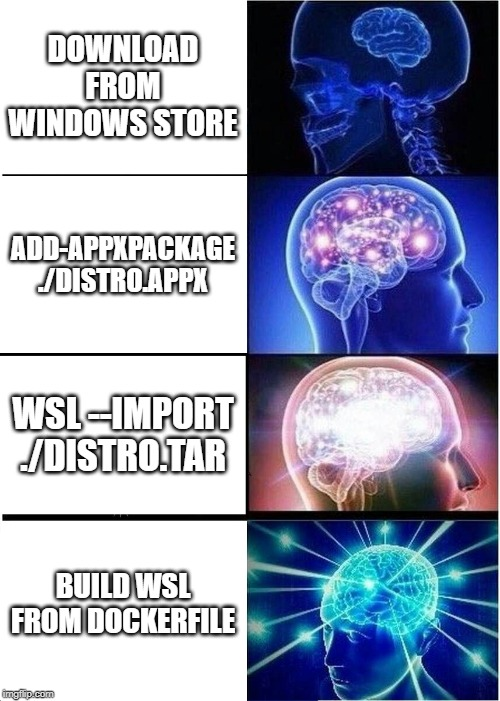 DOWNLOAD
FROM
WINDOWS STORE
ADD-APPXPACKAGE
./DISTRO.APPX
WSL --IMPORT
./DISTRO.TAR
BUILD WSL
FROM DOCKERFILE
imgflip.com